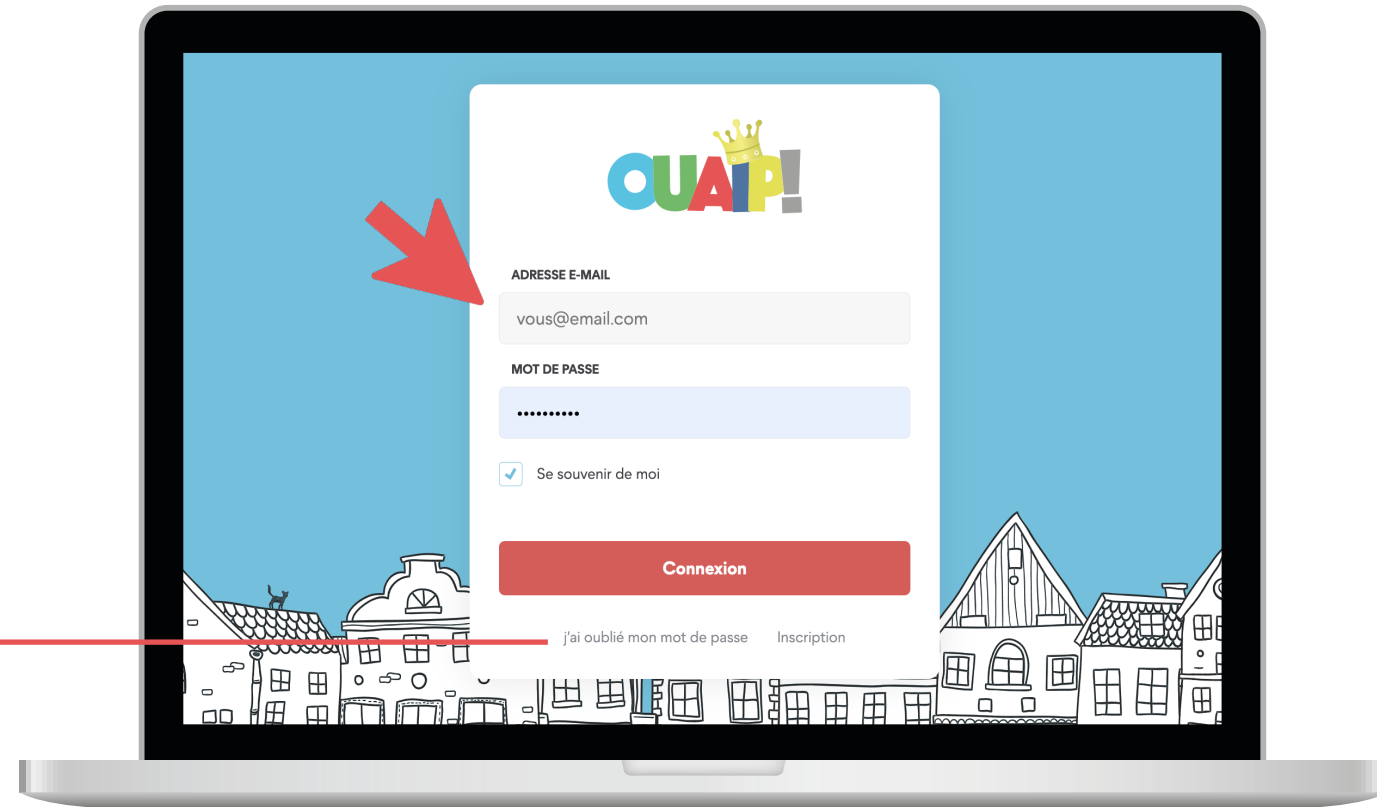 OUAIP!
ADRESSE E-MAIL
vous@email.com
MOT DE PASSE
••••••••••
Se souvenir de moi
Connexion
j'ai oublié mon mot de passe Inscription